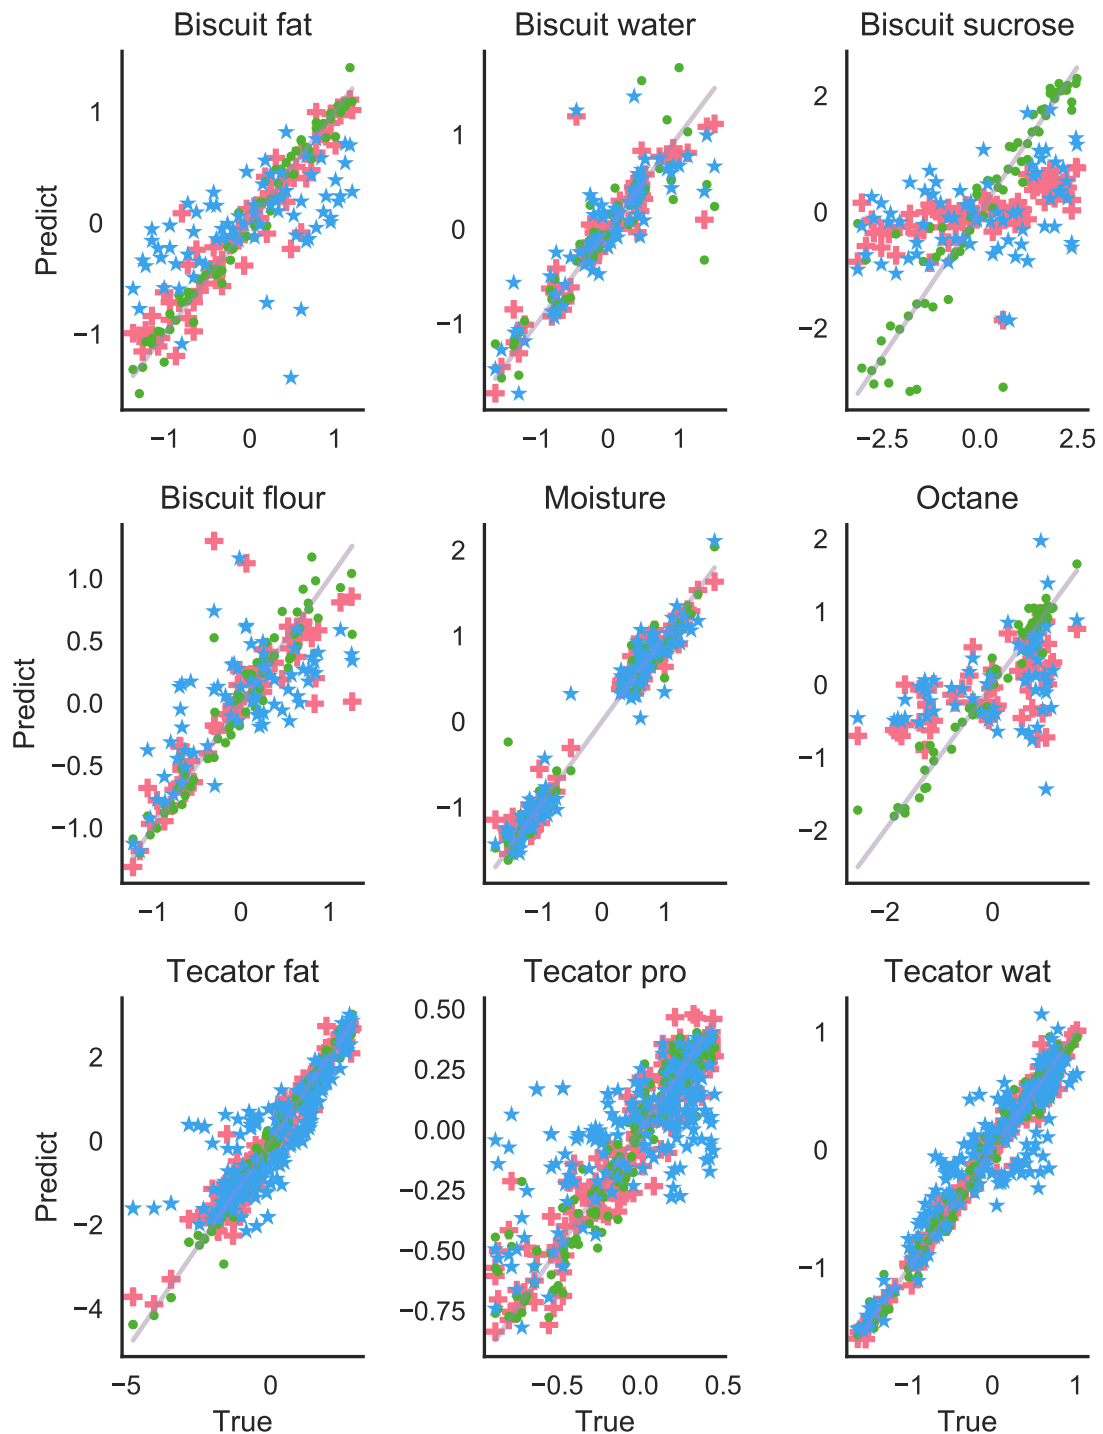 Biscuit fat Biscuit water Biscuit sucrose
1
0
−1
−1 0 1
1
0
−1
−1 0 1
2
0
−2
−2.5 0.0 2.5
Predict
Biscuit flour Moisture Octane
1.0
0.5
0.0
−0.5
−1.0
−1 0 1
2
1
0
−1
−1 0 1
2
1
0
−1
−2
−2 0
Predict
Tecator fat Tecator pro Tecator wat
2
0
−2
−4
−5 0
0.50
0.25
0.00
−0.25
−0.50
−0.75
−0.5 0.0 0.5
1
0
−1
−1 0 1
Predict
True True True